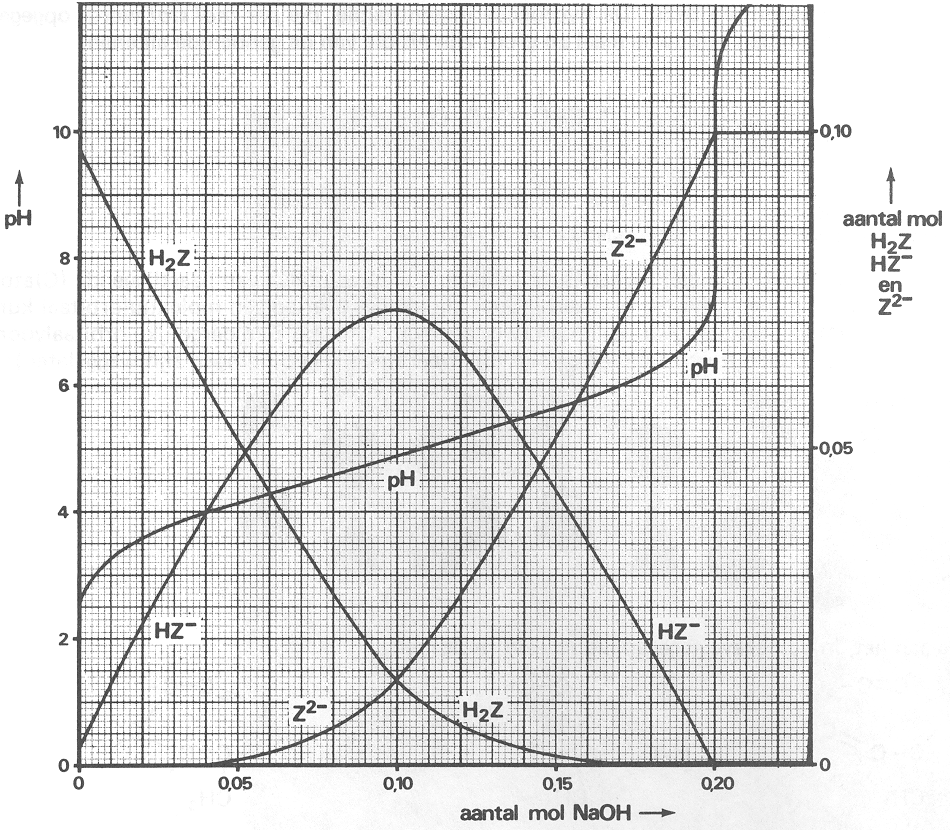 10
8
6
4
2
0
pH
0,10
0,05
0
aantal mol
H₂Z
HZ⁻
en
Z²⁻
H₂Z
Z²⁻
pH
pH
HZ⁻
HZ⁻
Z²⁻
H₂Z
0
0,05
0,10
0,15
0,20
aantal mol NaOH